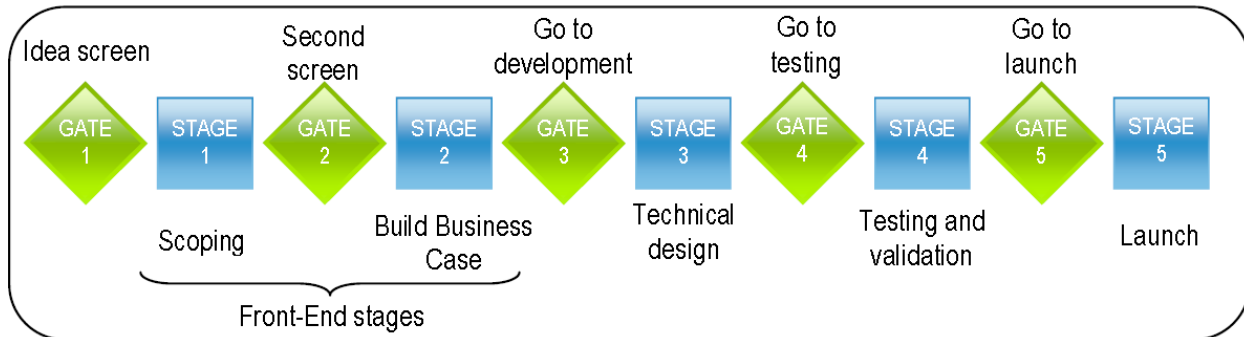 Idea screen
Second
screen
Go to
development
Go to
testing
Go to
launch
GATE
1
STAGE
1
GATE
2
STAGE
2
GATE
3
STAGE
3
GATE
4
STAGE
4
GATE
5
STAGE
5
Scoping
Build Business
Case
Technical
design
Testing and
validation
Launch
Front-End stages